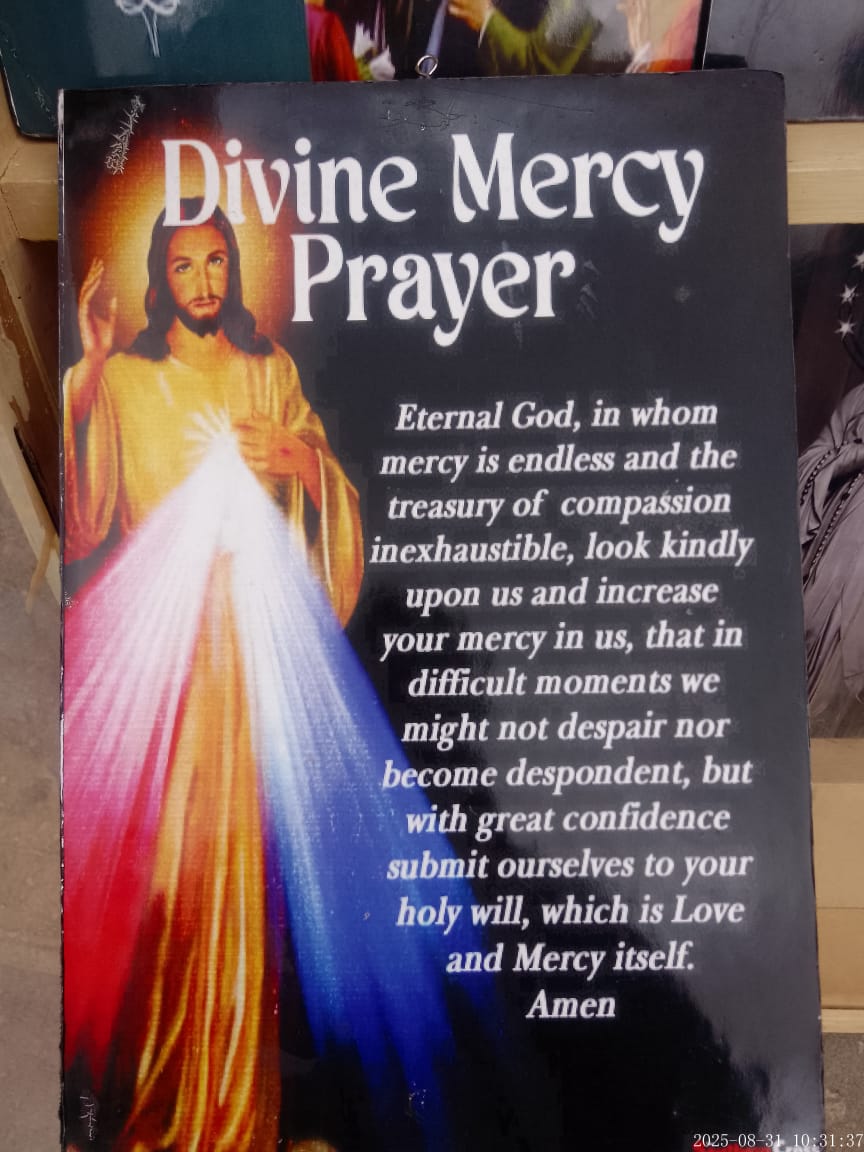 Divine Mercy
Prayer
Eternal God, in whom
mercy is endless and the
treasury of compassion
inexhaustible, look kindly
upon us and increase
your mercy in us, that in
difficult moments we
might not despair nor
become despondent, but
with great confidence
submit ourselves to your
holy will, which is Love
and Mercy itself.
Amen
2025-08-31 10:31:37